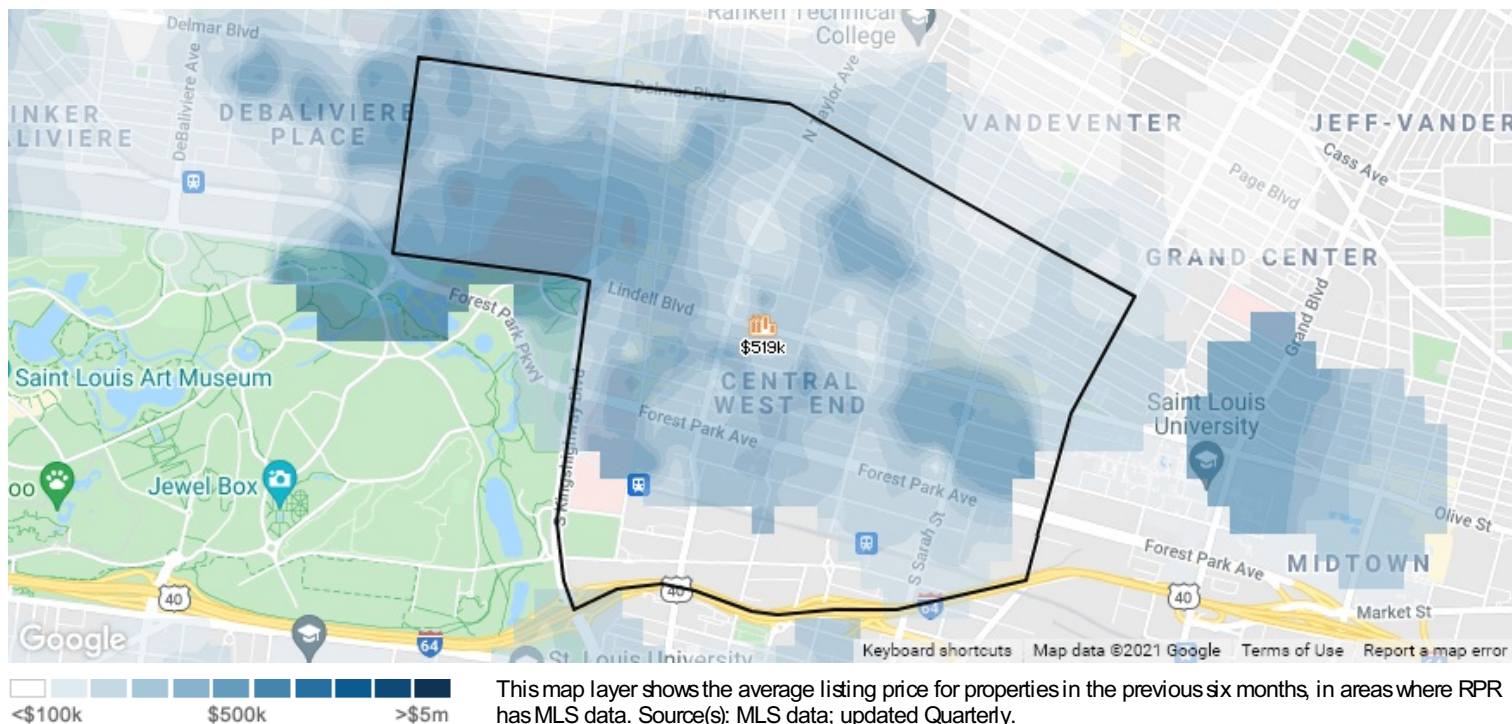 Ranken Technical
College
Delmar Blvd
DeBaliviere Ave
DEBALIVIERE
PLACE
INKER
ALIVIERE
Delmar Blvd
N Taylor Ave
VANDEVENTER
JEFF-VANDER
Cass Ave
Page Blvd
GRAND CENTER
Grand Blvd
Lindell Blvd
Forest Park Pkwy
$519k
CENTRAL
WEST END
Saint Louis Art Museum
S Kingshighway Blvd
Forest Park Ave
Saint Louis
University
oo
Jewel Box
Forest Park Ave
S Sarah St
Olive St
Forest Park Ave
MIDTOWN
40
40
40
64
64
Market St
Google
St. Louis University
Keyboard shortcuts
Map data ©2021 Google
Terms of Use
Report a map error
<$100k
$500k
>$5m
This map layer shows the average listing price for properties in the previous six months, in areas where RPR
has MLS data. Source(s): MLS data; updated Quarterly.